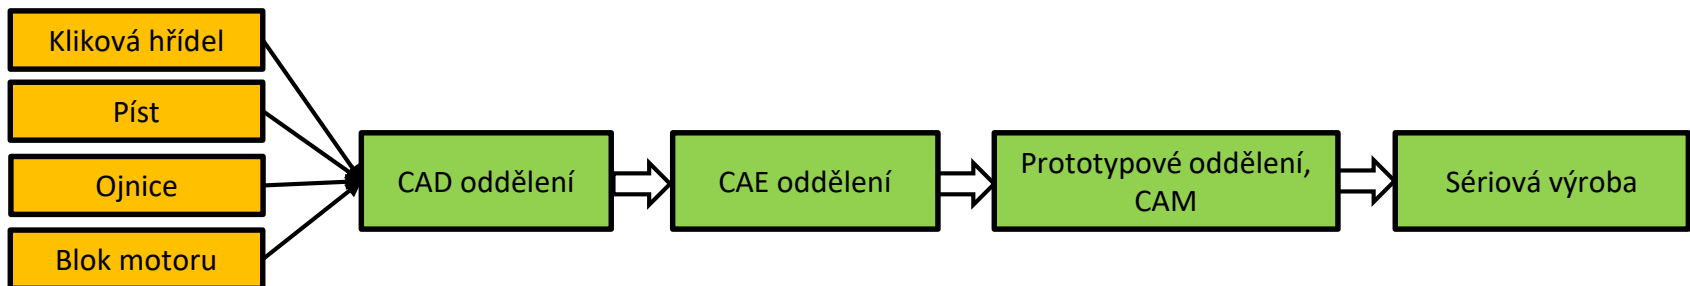 Kliková hřídel
Píst
Ojnice
Blok motoru
CAD oddělení
CAE oddělení
Prototypové oddělení,
CAM
Sériová výroba